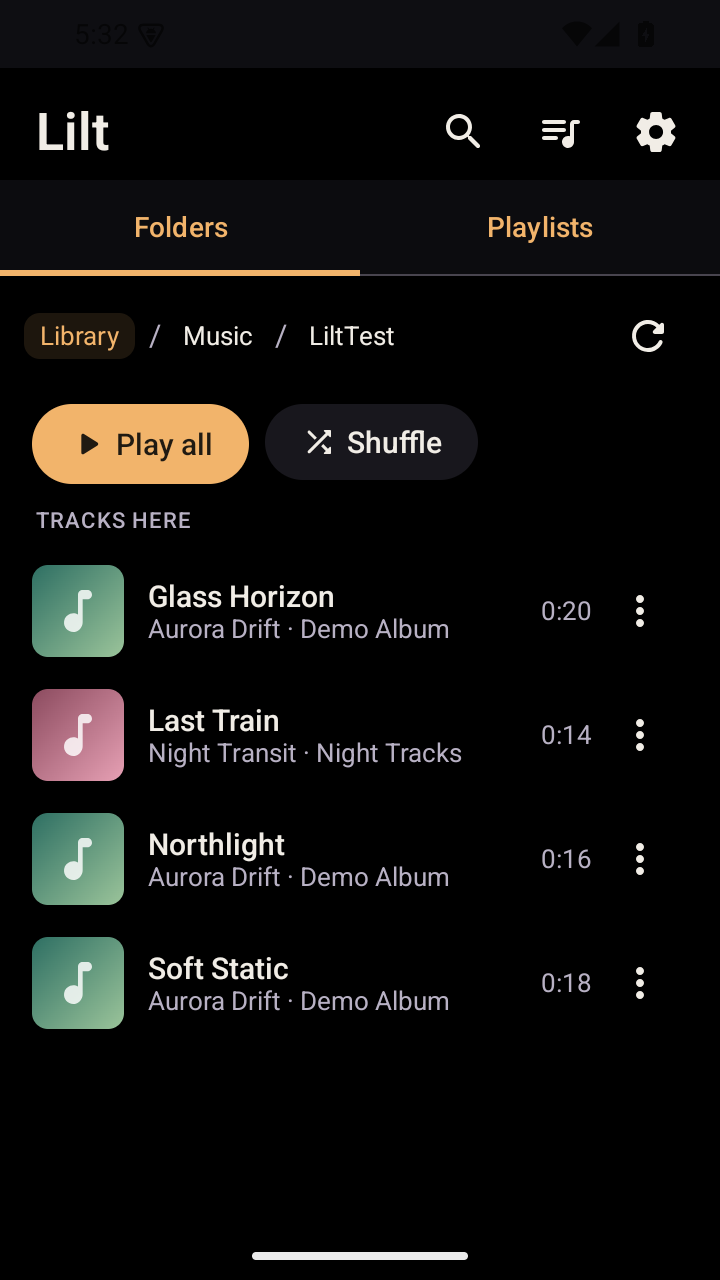 5:32
Lilt
Folders
Playlists
Library / Music / LiltTest
Play all
Shuffle
TRACKS HERE
Glass Horizon
Aurora Drift · Demo Album
0:20
Last Train
Night Transit · Night Tracks
0:14
Northlight
Aurora Drift · Demo Album
0:16
Soft Static
Aurora Drift · Demo Album
0:18